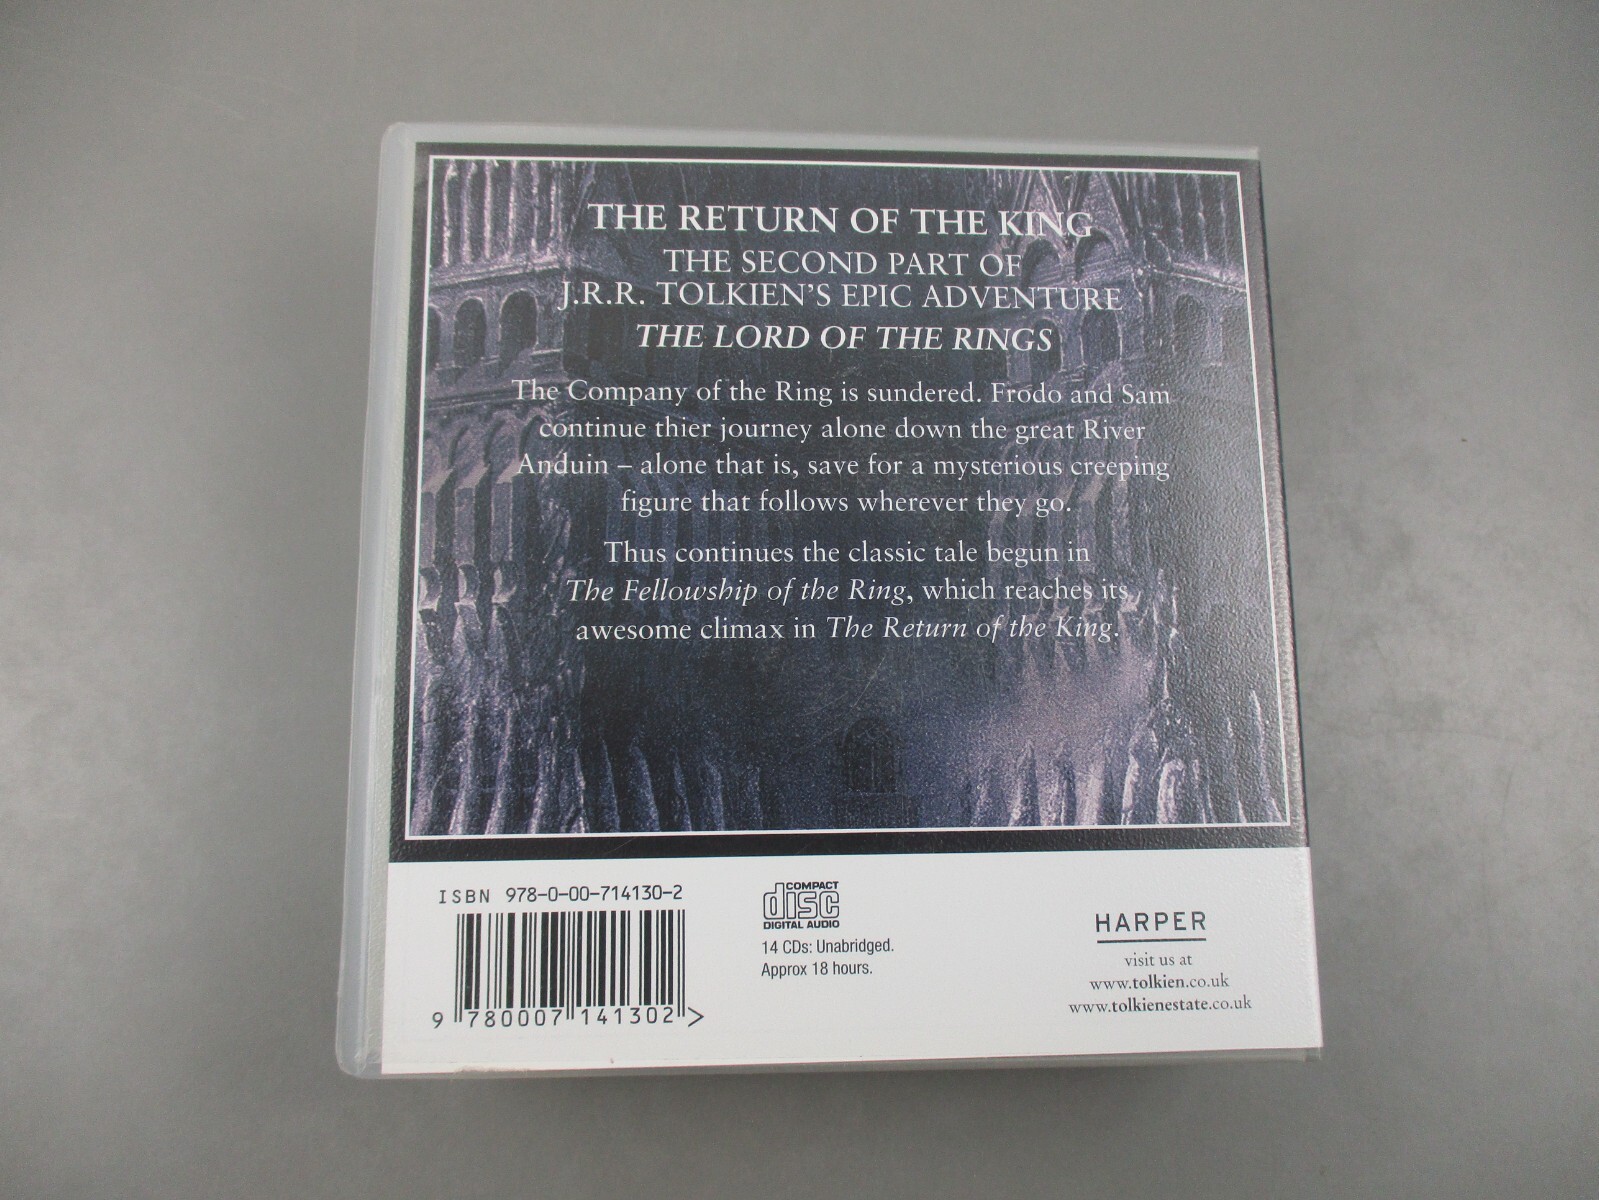 THE RETURN OF THE KING
THE SECOND PART OF
J.R.R. TOLKIEN'S EPIC ADVENTURE
THE LORD OF THE RINGS
The Company of the Ring is sundered. Frodo and Sam
continue thier journey alone down the great River
Anduin – alone that is, save for a mysterious creeping
figure that follows wherever they go.
Thus continues the classic tale begun in
The Fellowship of the Ring, which reaches its
awesome climax in The Return of the King.
ISBN 978-0-00-714130-2
9 780007 141302 >
COMPACT
disc
DIGITAL AUDIO
14 CDs: Unabridged.
Approx 18 hours.
HARPER
visit us at
www.tolkien.co.uk
www.tolkienestate.co.uk